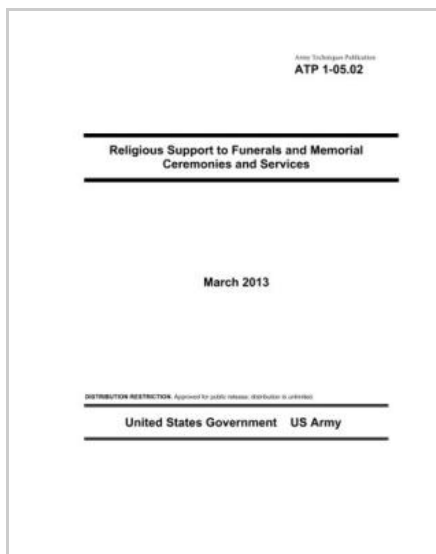 Army Techniques Publication
ATP 1-05.02
Religious Support to Funerals and Memorial
Ceremonies and Services
March 2013
DISTRIBUTION RESTRICTION. Approved for public release; distribution is unlimited.
United States Government US Army